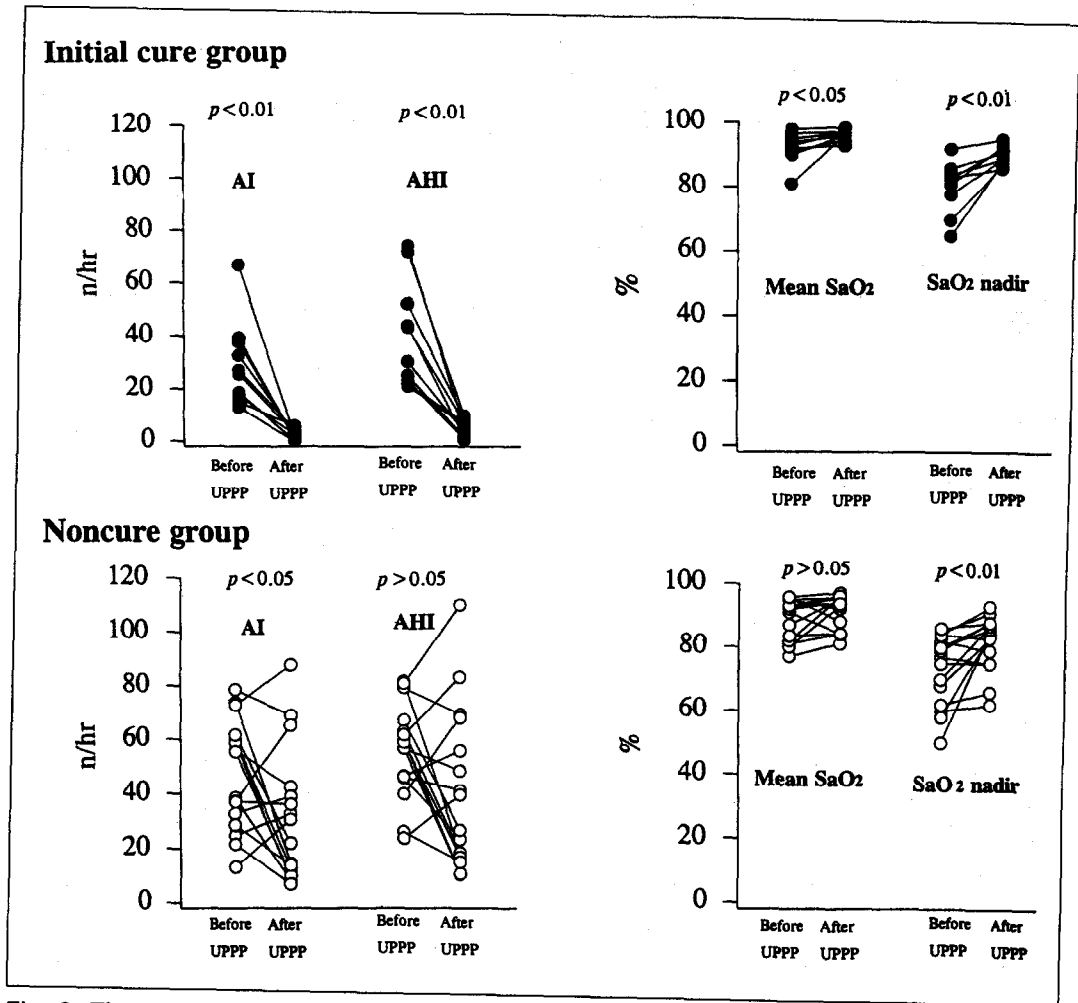 Initial cure group
p<0.01 p<0.01
120
100
80
60
40
20
0
n/hr
AI AHI
Before After Before After
UPPP UPPP UPPP UPPP
p<0.05 p<0.01
100
80
60
40
20
0
%
Mean SaO2 SaO2 nadir
Before After Before After
UPPP UPPP UPPP UPPP
Noncure group
p<0.05 p>0.05
120
100
80
60
40
20
0
n/hr
AI AHI
Before After Before After
UPPP UPPP UPPP UPPP
p>0.05 p<0.01
100
80
60
40
20
0
%
Mean SaO2 SaO2 nadir
Before After Before After
UPPP UPPP UPPP UPPP